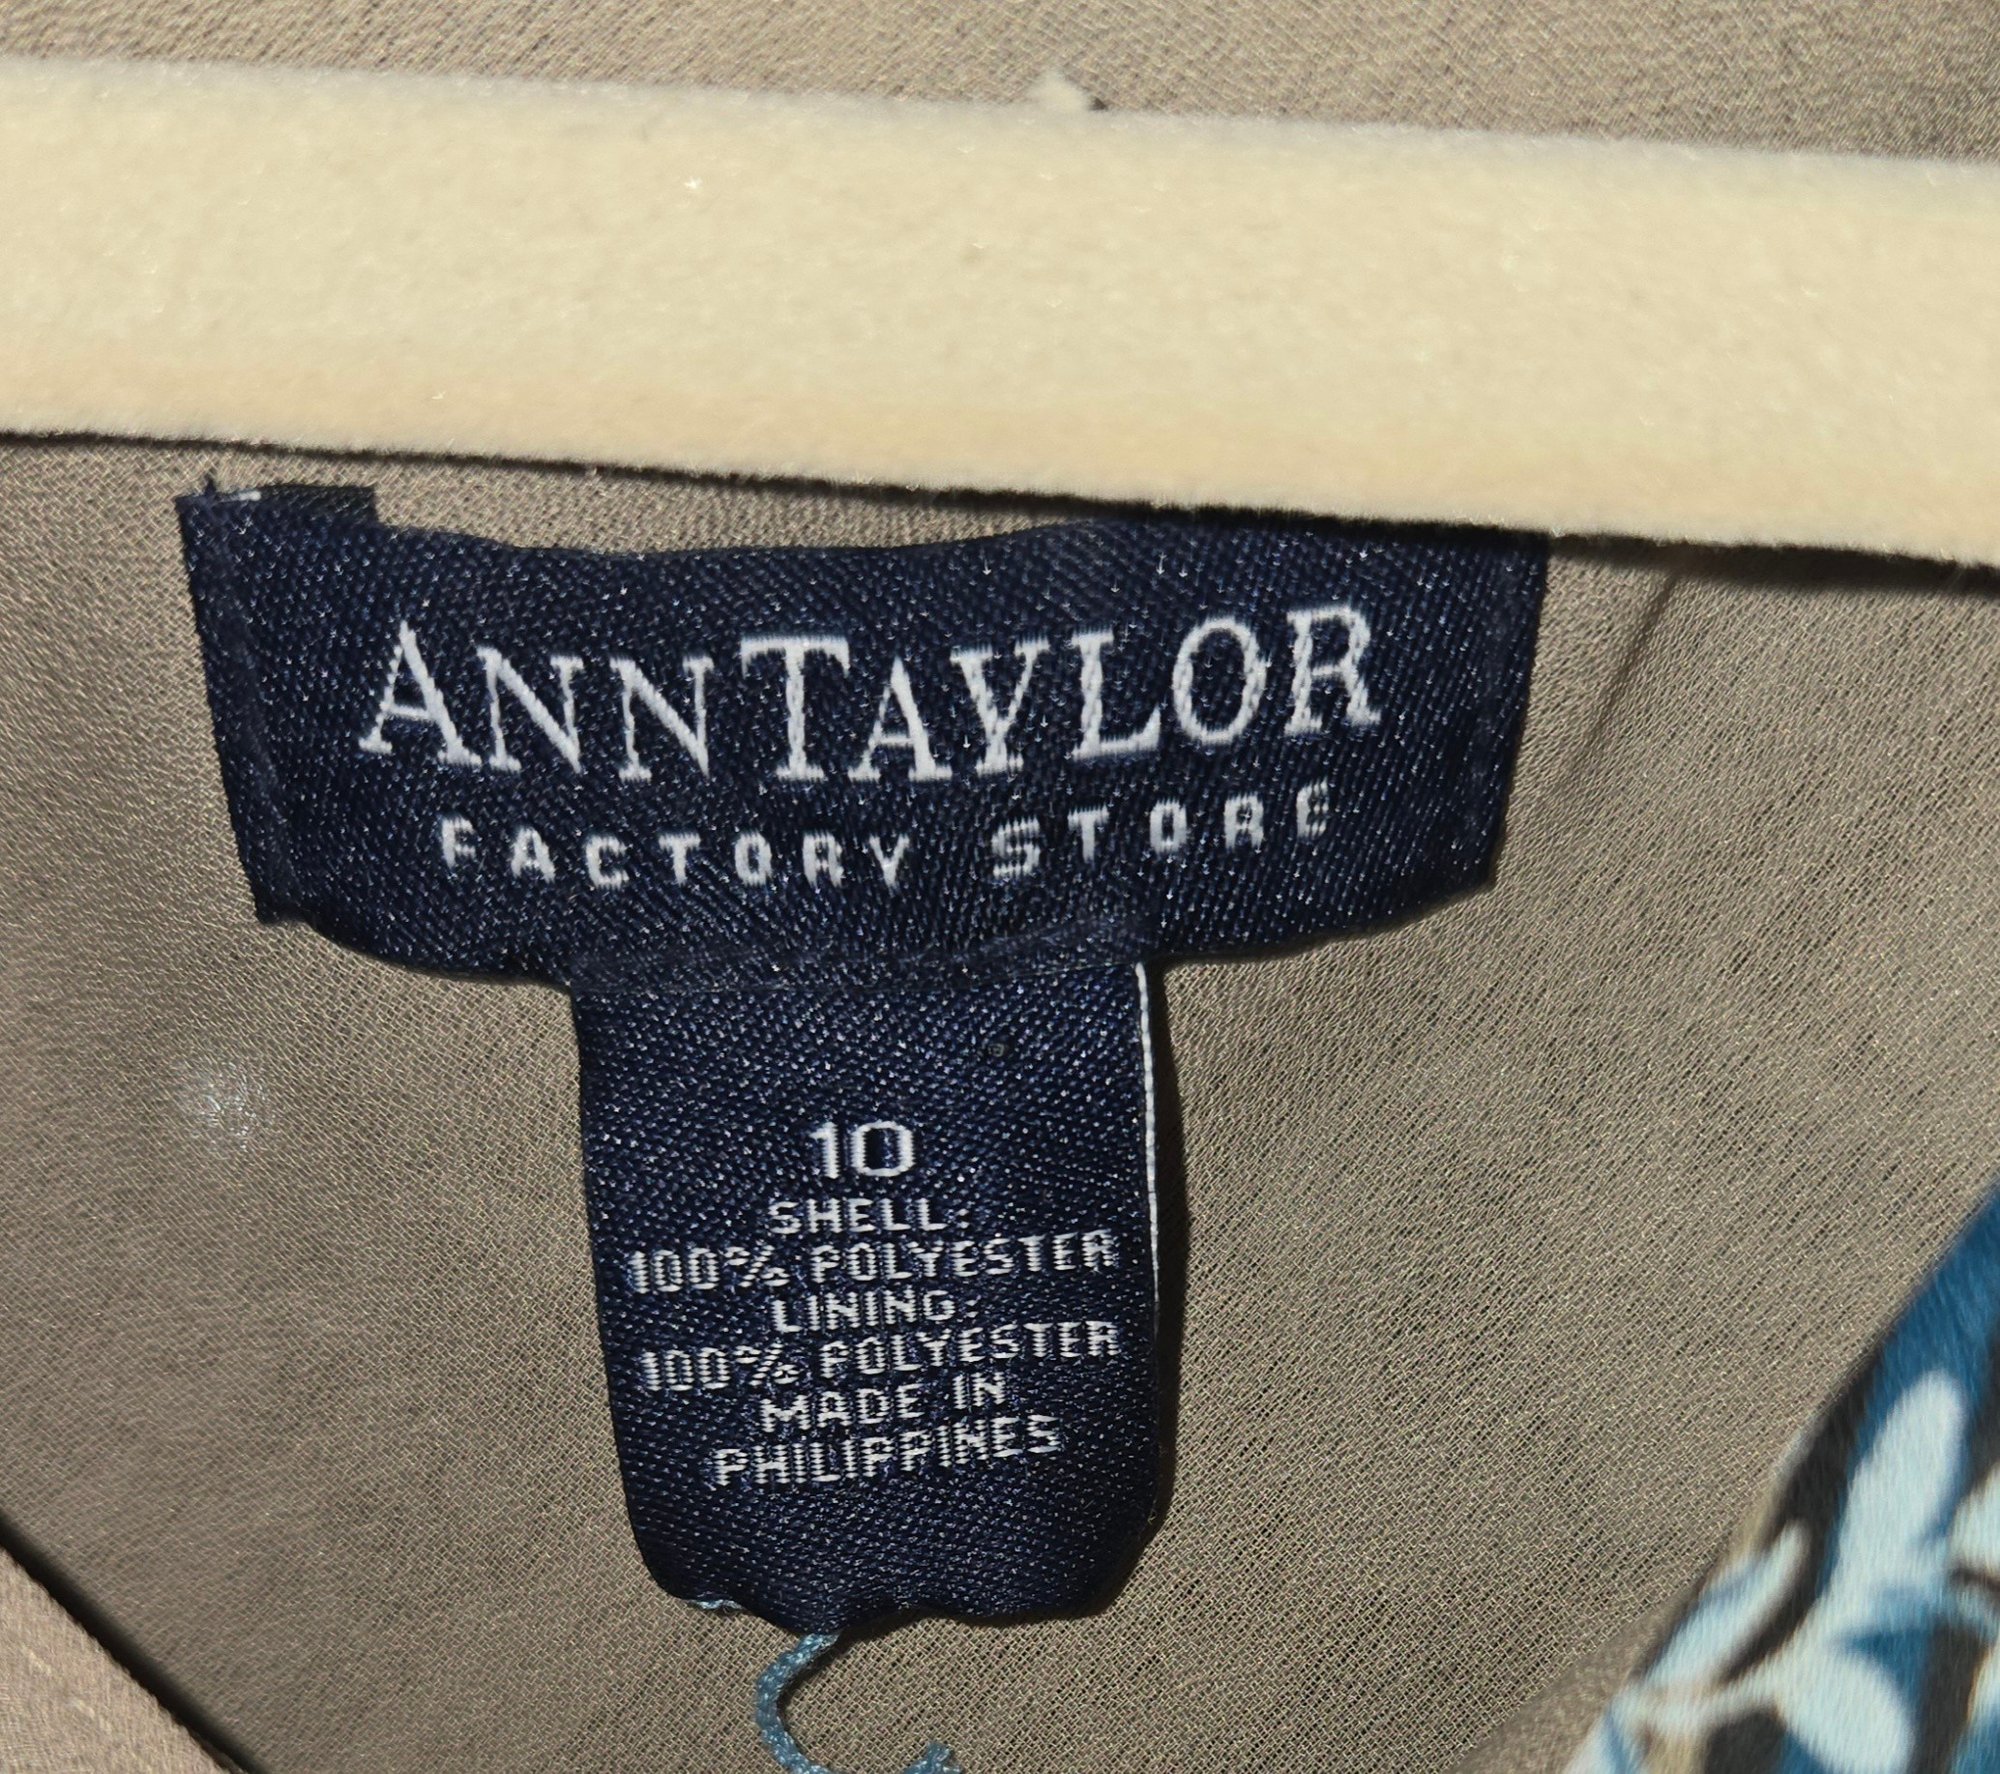 ANNTAYLOR
FACTORY STORE
10
SHELL:
100% POLYESTER
LINING:
100% POLYESTER
MADE IN
PHILIPPINES